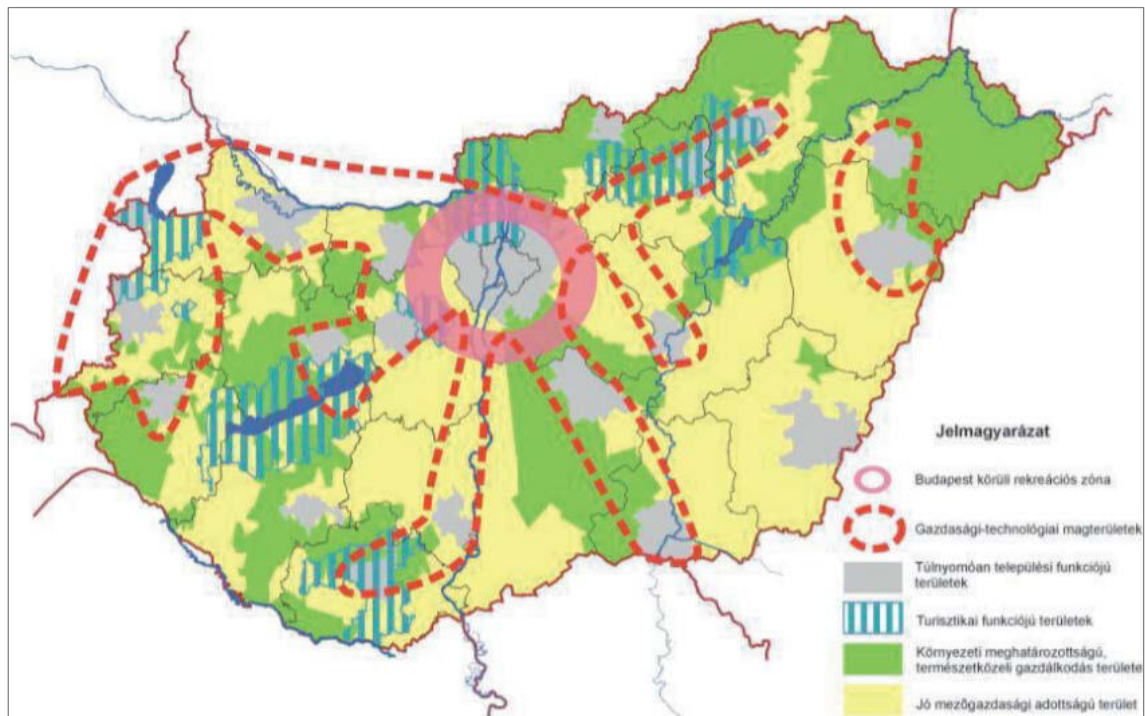 Jelmagyarázat
Budapest körüli rekreációs zóna
Gazdasági-technológiai magterületek
Túlnyomóan települési funkciójú
területek
Turisztikai funkciójú területek
Környezeti meghatározottságú,
természetközeli gazdálkodás területe
Jó mezőgazdasági adottságú terület